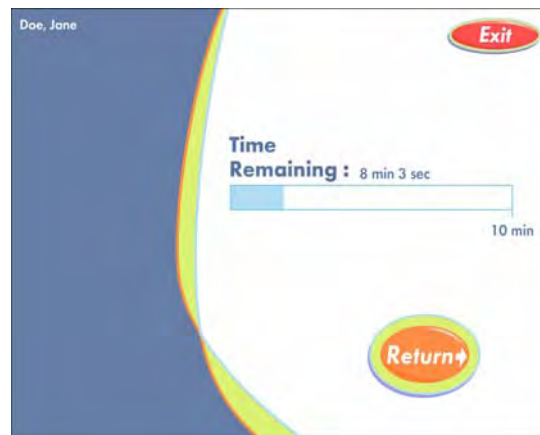 Doe, Jane
Exit
Time
Remaining : 8 min 3 sec
10 min
Return